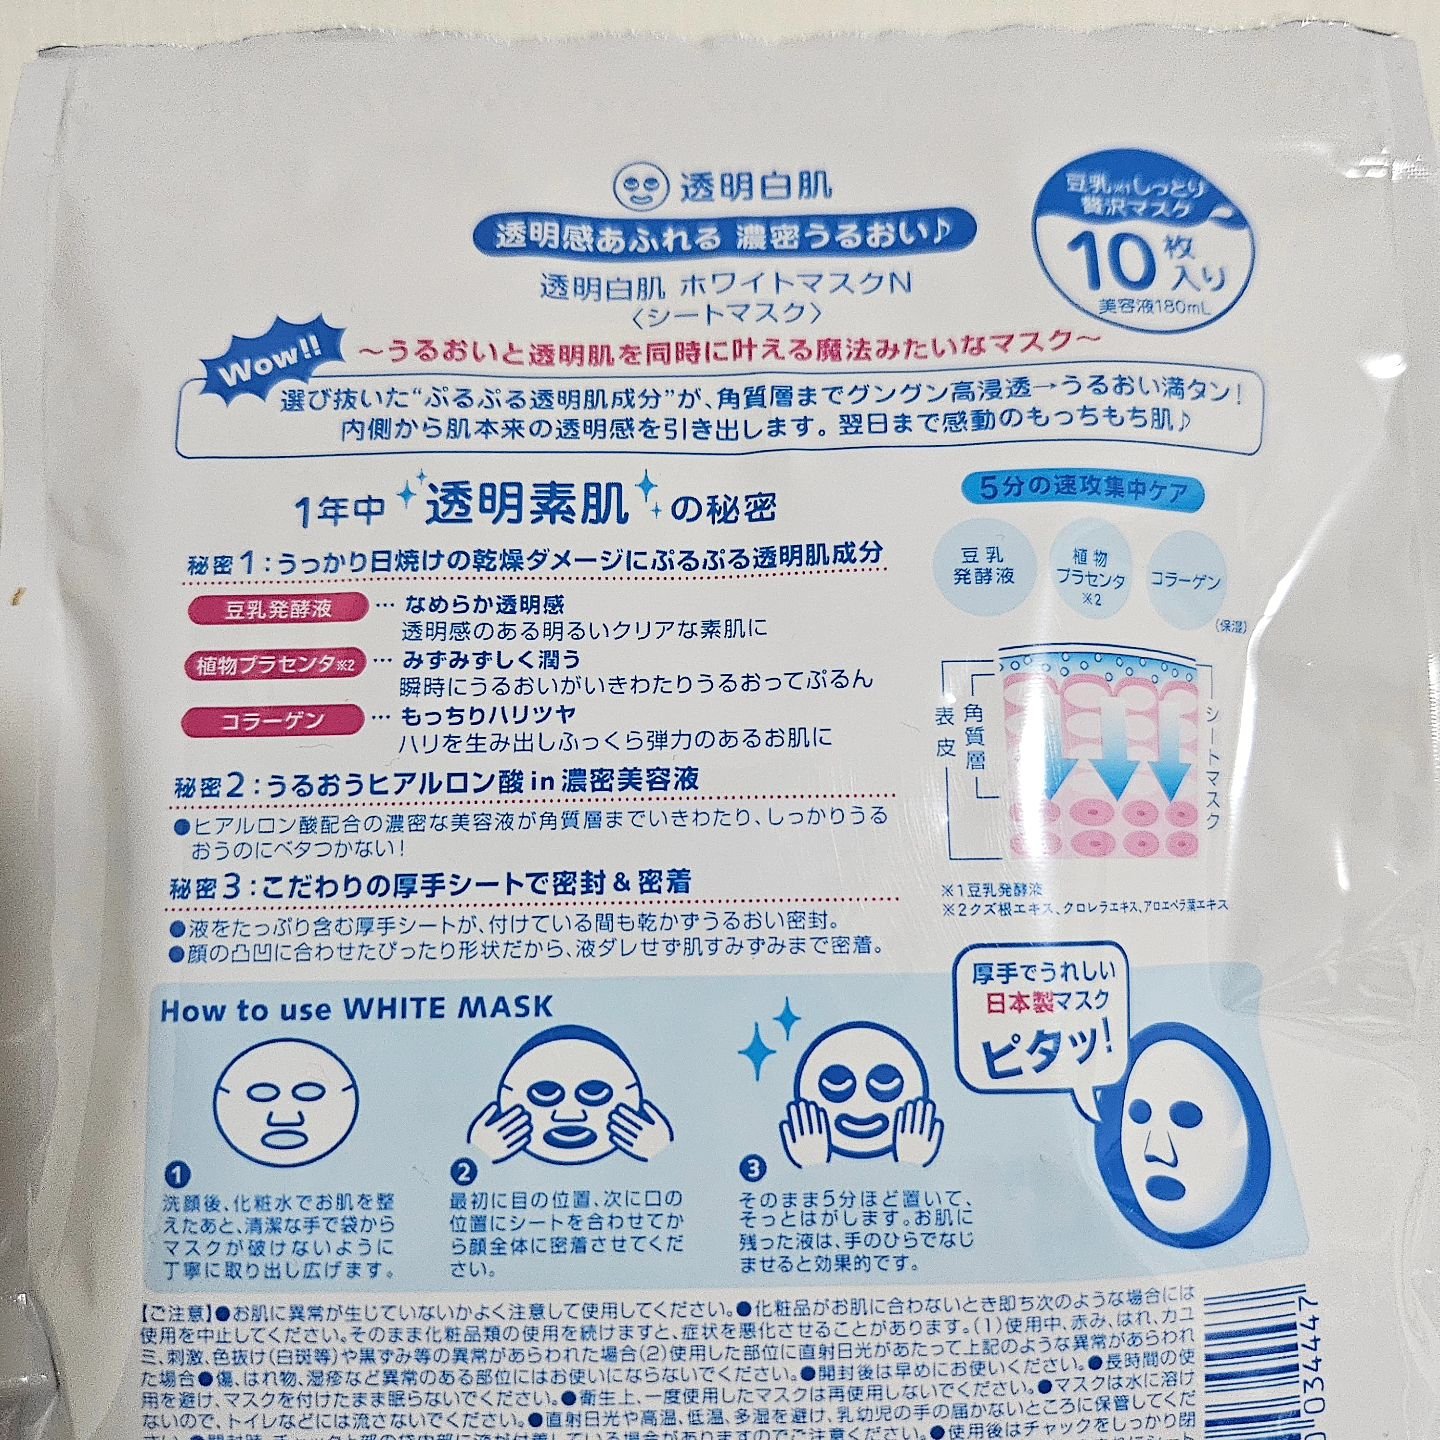 透明白肌
透明感あふれる 濃密うるおい♪
透明白肌 ホワイトマスクN
〈シートマスク〉
豆乳※1しっとり
贅沢マスク
10枚
入り
美容液180mL
Wow!!
～うるおいと透明肌を同時に叶える魔法みたいなマスク～
選び抜いた“ぷるぷる透明肌成分”が、角質層までグングン高浸透→うるおい満タン!
内側から肌本来の透明感を引き出します。翌日まで感動のもっちもち肌♪
1年中 透明素肌 の秘密
秘密1:うっかり日焼けの乾燥ダメージにぷるぷる透明肌成分
豆乳発酵液 … なめらか透明感
透明感のある明るいクリアな素肌に
植物プラセンタ※2 … みずみずしく潤う
瞬時にうるおいがいきわたりうるおってぷるん
コラーゲン … もっちりハリツヤ
ハリを生み出しふっくら弾力のあるお肌に
秘密2:うるおうヒアルロン酸in濃密美容液
●ヒアルロン酸配合の濃密な美容液が角質層までいきわたり、しっかりうる
おうのにベタつかない!
秘密3:こだわりの厚手シートで密封&密着
●液をたっぷり含む厚手シートが、付けている間も乾かずうるおい密封。
●顔の凸凹に合わせたぴったり形状だから、液ダレせず肌すみずみまで密着。
5分の速攻集中ケア
豆乳
発酵液
植物
プラセンタ
※2
コラーゲン
(保湿)
表皮
角質層
シートマスク
※1豆乳発酵液
※2クズ根エキス、クロレラエキス、アロエベラ葉エキス
How to use WHITE MASK
1
洗顔後、化粧水でお肌を整
えたあと、清潔な手で袋から
マスクが破けないように
丁寧に取り出し広げます。
2
最初に目の位置、次に口の
位置にシートを合わせてか
ら顔全体に密着させてくだ
さい。
3
そのまま5分ほど置いて、
そっとはがします。お肌に
残った液は、手のひらでなじ
ませると効果的です。
厚手でうれしい
日本製マスク
ピタッ!
【ご注意】●お肌に異常が生じていないかよく注意して使用してください。●化粧品がお肌に合わないとき即ち次のような場合には
使用を中止してください。そのまま化粧品類の使用を続けますと、症状を悪化させることがあります。(1)使用中、赤み、はれ、カユ
ミ、刺激、色抜け(白斑等)や黒ずみ等の異常があらわれた場合(2)使用した部位に直射日光があたって上記のような異常があらわれ
た場合●傷、はれ物、湿疹など異常のある部位にはお使いにならないでください。●開封後は早めにお使いください。●長時間の使
用を避け、マスクを付けたまま眠らないでください。●衛生上、一度使用したマスクは再使用しないでください。●マスクは水に溶け
ないので、トイレなどには流さないでください。●直射日光や高温、低温、多湿を避け、乳幼児の手の届かないところに保管してくだ
●使用後はチャックをしっかり閉
034447